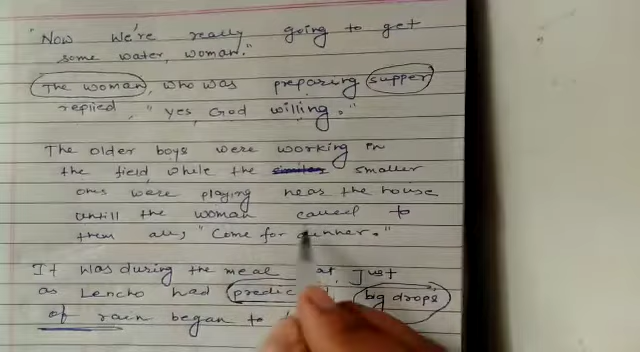 "Now We're really going to get
some water, woman."
The woman, who was preparing supper
replied, "Yes, God willing."
The older boys were working in
the field, while the smaller
ones were playing near the house
untill the woman called to
them all, "Come for dinner."
It was during the meal that, Just
as Lencho had big drops
of rain began to